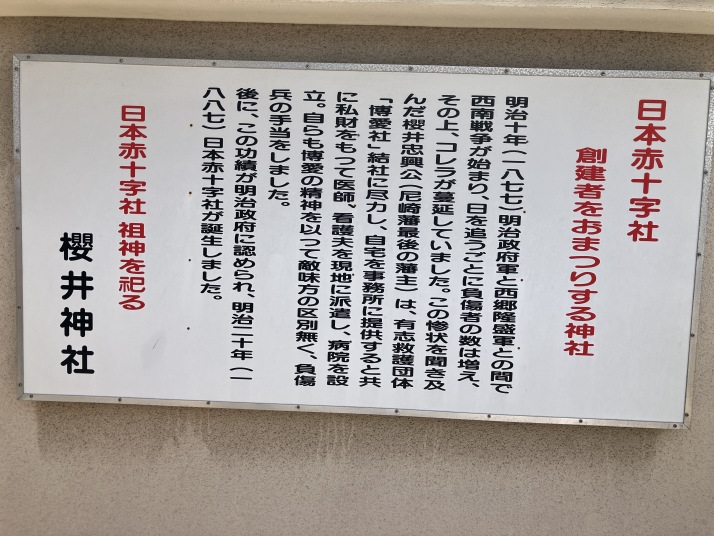 日本赤十字社
創建者をおまつりする神社
明治十年(一八七七)明治政府軍と西郷隆盛軍との間で
西南戦争が始まり、日を追うごとに負傷者の数は増え、
その上、コレラが蔓延していました。この惨状を聞き及
んだ櫻井忠興公(尼崎藩最後の藩主)は、有志救護団体
「博愛社」結社に尽力し、自宅を事務所に提供すると共
に私財をもって医師、看護夫を現地に派遣し、病院を設
立。自らも博愛の精神を以つて敵味方の区別無く、負傷
兵の手当をしました。
後に、この功績が明治政府に認められ、明治二十年(一
八八七)日本赤十字社が誕生しました。
日本赤十字社 祖神を祀る
櫻井神社